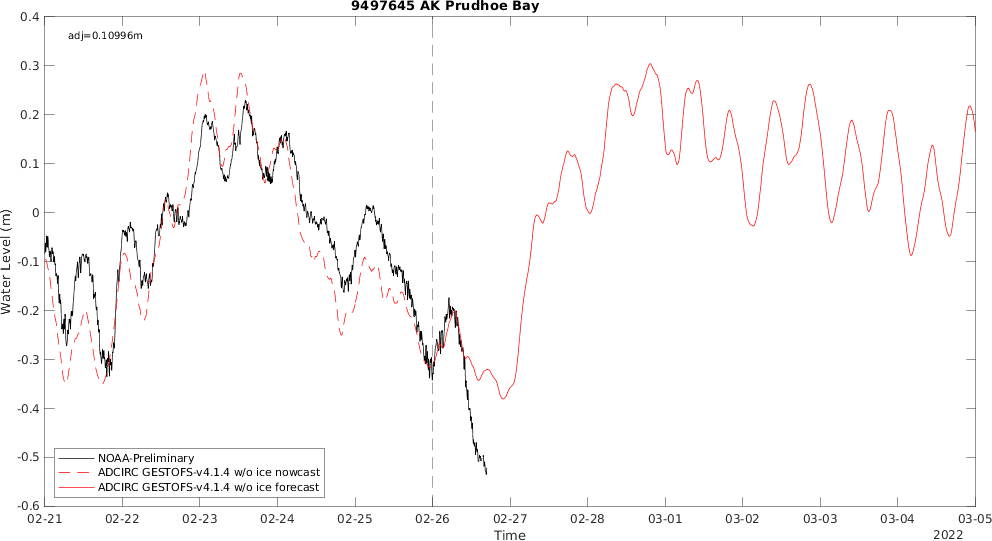 9497645 AK Prudhoe Bay
adj=0.10996m
0.4
0.3
0.2
0.1
0
-0.1
-0.2
-0.3
-0.4
-0.5
-0.6
Water Level (m)
NOAA-Preliminary
ADCIRC GESTOFS-v4.1.4 w/o ice nowcast
ADCIRC GESTOFS-v4.1.4 w/o ice forecast
02-21 02-22 02-23 02-24 02-25 02-26 02-27 02-28 03-01 03-02 03-03 03-04 03-05
Time
2022